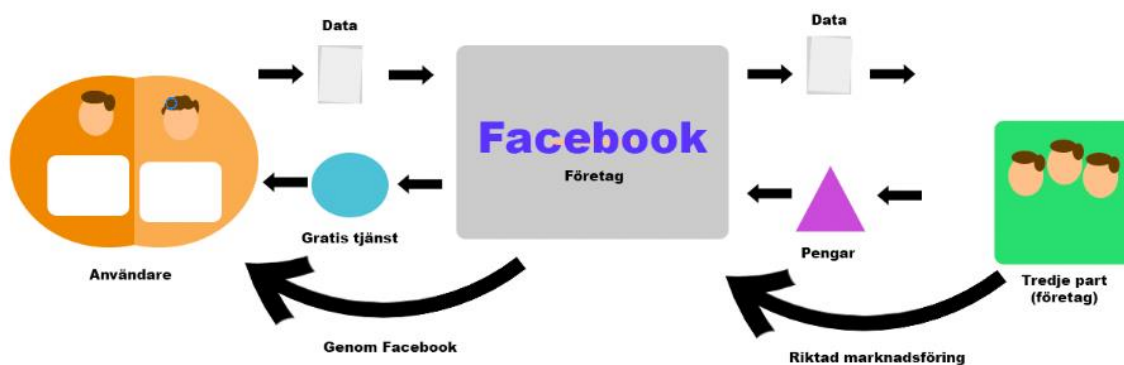 Data
Data
Facebook
Företag
Gratis tjänst
Pengar
Användare
Tredje part
(företag)
Genom Facebook
Riktad marknadsföring